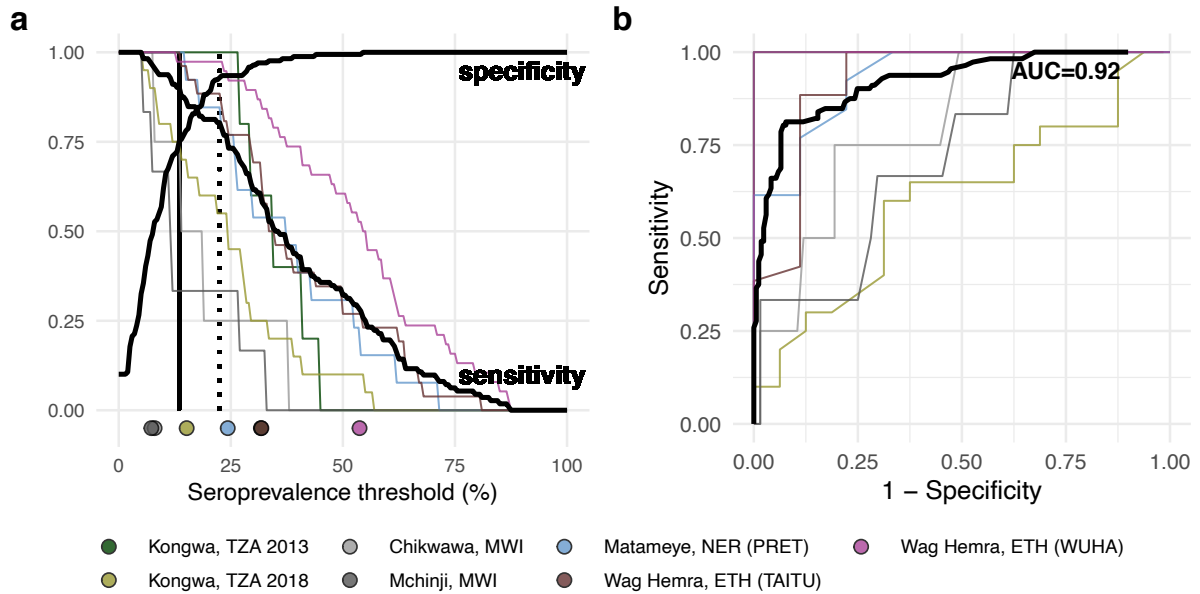 a
1.00
0.75
0.50
0.25
0.00
specificity
sensitivity
0
25
50
75
100
Seroprevalence threshold (%)
b
Sensitivity
1.00
0.75
0.50
0.25
0.00
AUC=0.92
0.00
0.25
0.50
0.75
1.00
1 − Specificity
Kongwa, TZA 2013
Chikwawa, MWI
Matameye, NER (PRET)
Wag Hemra, ETH (WUHA)
Kongwa, TZA 2018
Mchinji, MWI
Wag Hemra, ETH (TAITU)